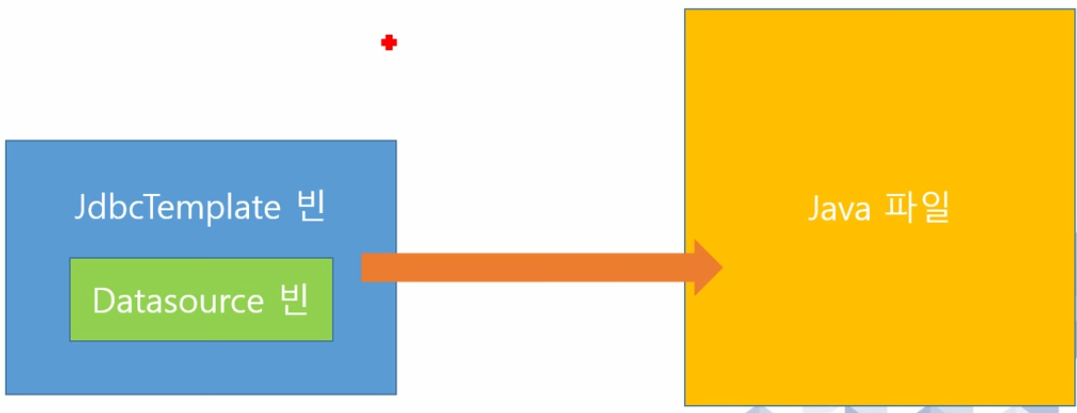 JdbcTemplate 빈
Datasource 빈
Java 파일